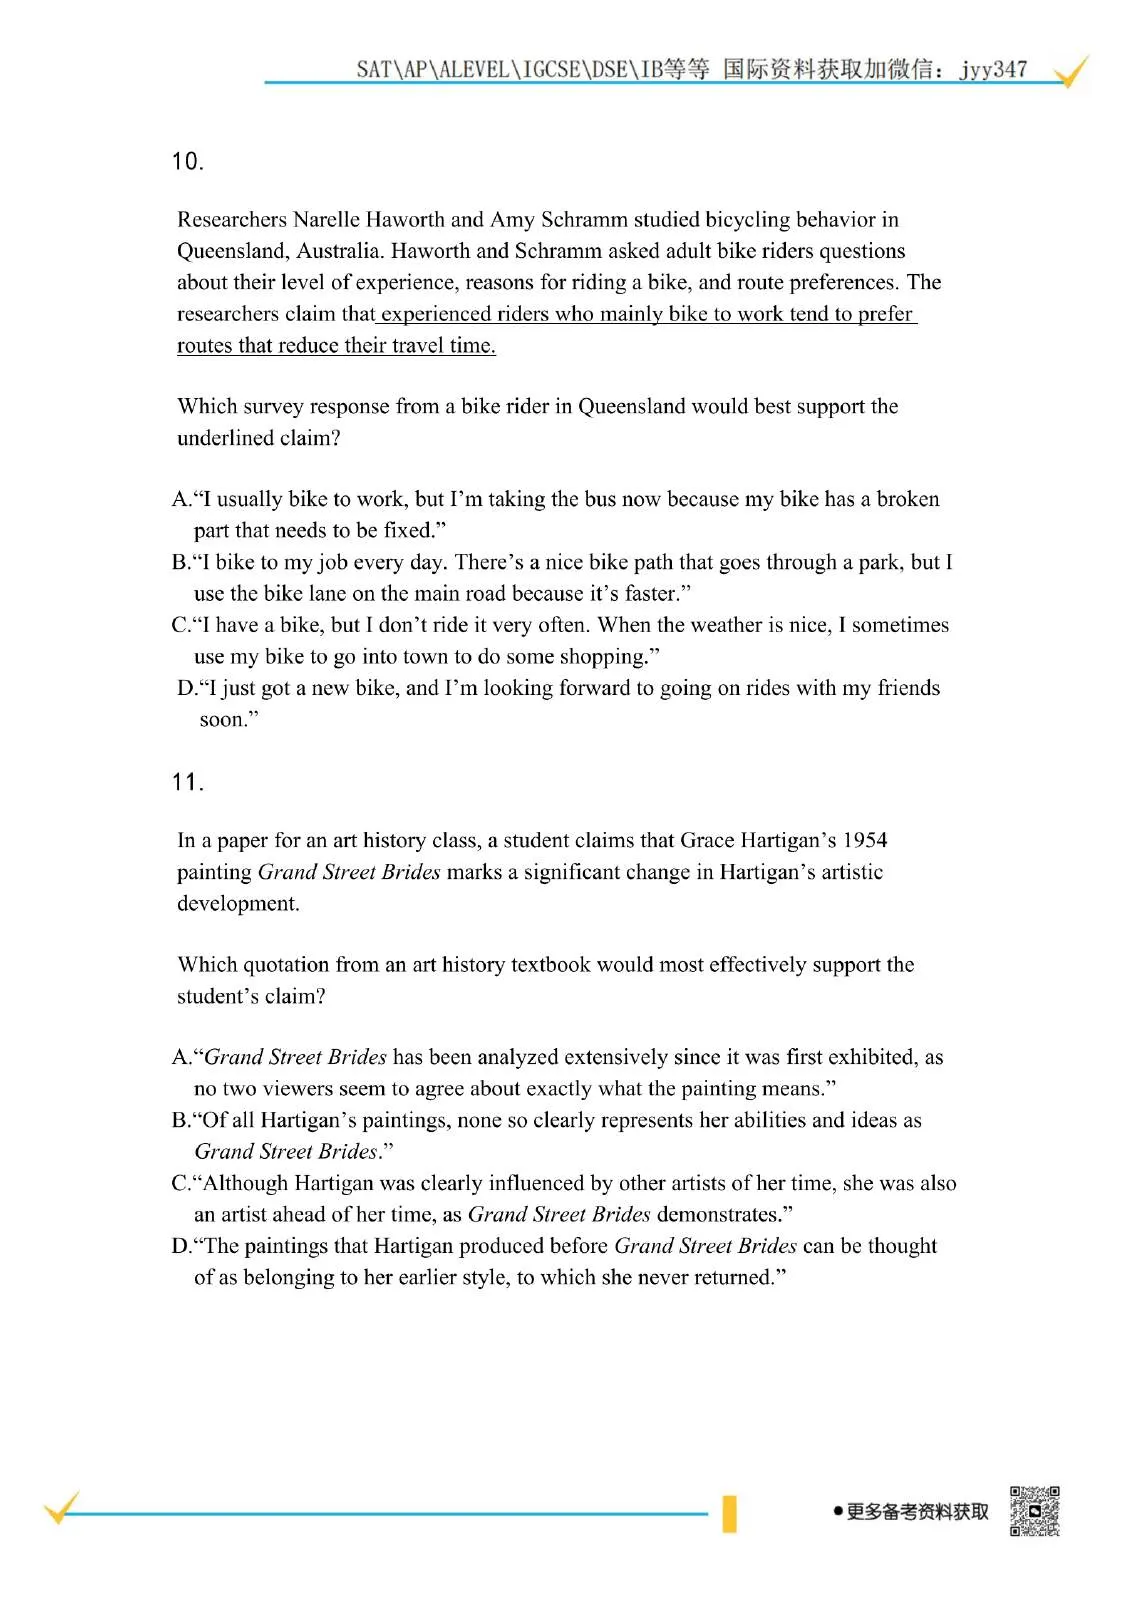 SAT\AP\ALEVEL\IGCSE\DSE\IB等等 国际资料获取加微信：jyy347
10.
Researchers Narelle Haworth and Amy Schramm studied bicycling behavior in
Queensland, Australia. Haworth and Schramm asked adult bike riders questions
about their level of experience, reasons for riding a bike, and route preferences. The
researchers claim that experienced riders who mainly bike to work tend to prefer
routes that reduce their travel time.
Which survey response from a bike rider in Queensland would best support the
underlined claim?
A.“I usually bike to work, but I’m taking the bus now because my bike has a broken
part that needs to be fixed.”
B.“I bike to my job every day. There’s a nice bike path that goes through a park, but I
use the bike lane on the main road because it’s faster.”
C.“I have a bike, but I don’t ride it very often. When the weather is nice, I sometimes
use my bike to go into town to do some shopping.”
D.“I just got a new bike, and I’m looking forward to going on rides with my friends
soon.”
11.
In a paper for an art history class, a student claims that Grace Hartigan’s 1954
painting Grand Street Brides marks a significant change in Hartigan’s artistic
development.
Which quotation from an art history textbook would most effectively support the
student’s claim?
A.“Grand Street Brides has been analyzed extensively since it was first exhibited, as
no two viewers seem to agree about exactly what the painting means.”
B.“Of all Hartigan’s paintings, none so clearly represents her abilities and ideas as
Grand Street Brides.”
C.“Although Hartigan was clearly influenced by other artists of her time, she was also
an artist ahead of her time, as Grand Street Brides demonstrates.”
D.“The paintings that Hartigan produced before Grand Street Brides can be thought
of as belonging to her earlier style, to which she never returned.”
●更多备考资料获取